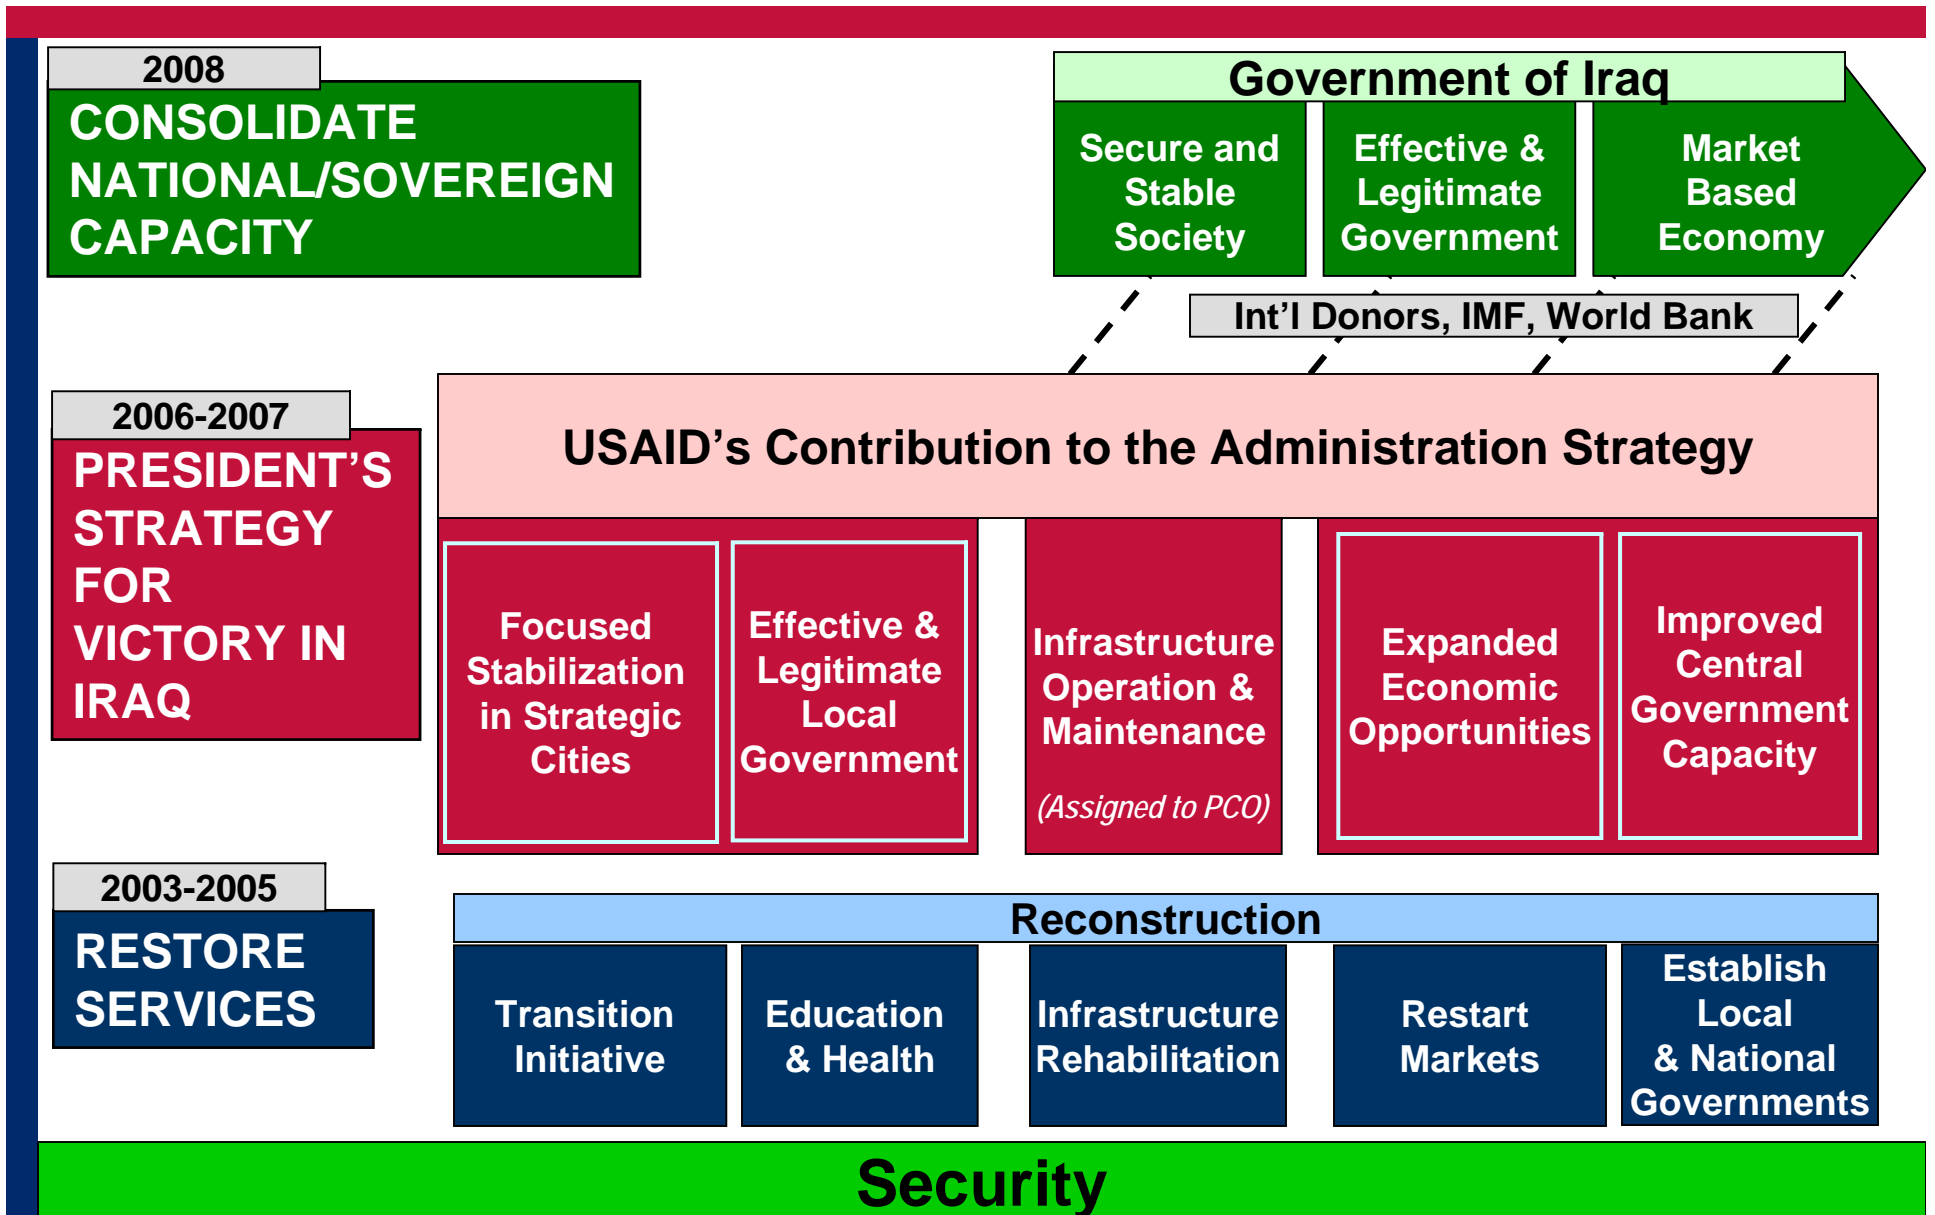 2008
CONSOLIDATE
NATIONAL/SOVEREIGN
CAPACITY
Government of Iraq
Secure and
Stable
Society
Effective &
Legitimate
Government
Market
Based
Economy
Int'l Donors, IMF, World Bank
2006-2007
PRESIDENT'S
STRATEGY
FOR
VICTORY IN
IRAQ
USAID's Contribution to the Administration Strategy
Focused
Stabilization
in Strategic
Cities
Effective &
Legitimate
Local
Government
Infrastructure
Operation &
Maintenance
(Assigned to PCO)
Expanded
Economic
Opportunities
Improved
Central
Government
Capacity
2003-2005
RESTORE
SERVICES
Reconstruction
Transition
Initiative
Education
& Health
Infrastructure
Rehabilitation
Restart
Markets
Establish
Local
& National
Governments
Security